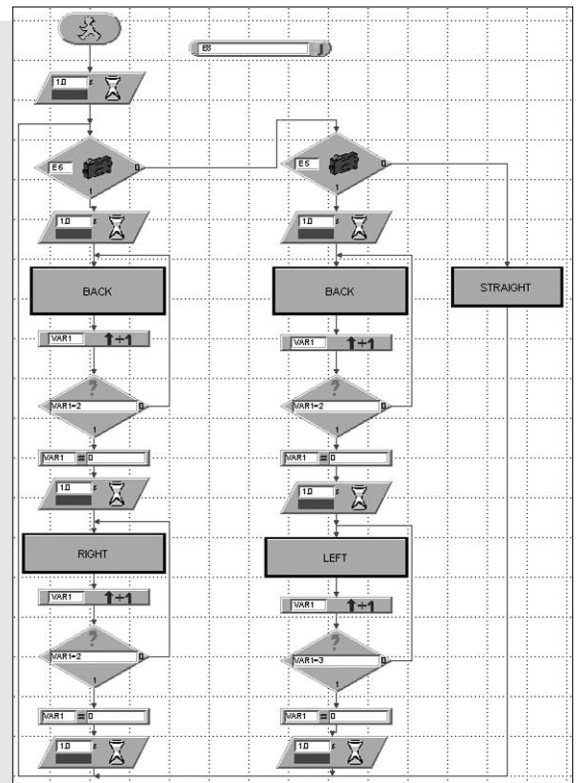 E8
1.0 s
E6 0
1
E5 0
1
1.0 s
1.0 s
BACK
BACK
STRAIGHT
VAR1 +1
VAR1 +1
?
VAR1=2 0
1
?
VAR1=2 0
1
VAR1 = 0
VAR1 = 0
1.0 s
1.0 s
RIGHT
LEFT
VAR1 +1
VAR1 +1
?
VAR1=2 0
1
?
VAR1=3 0
1
VAR1 = 0
VAR1 = 0
1.0 s
1.0 s